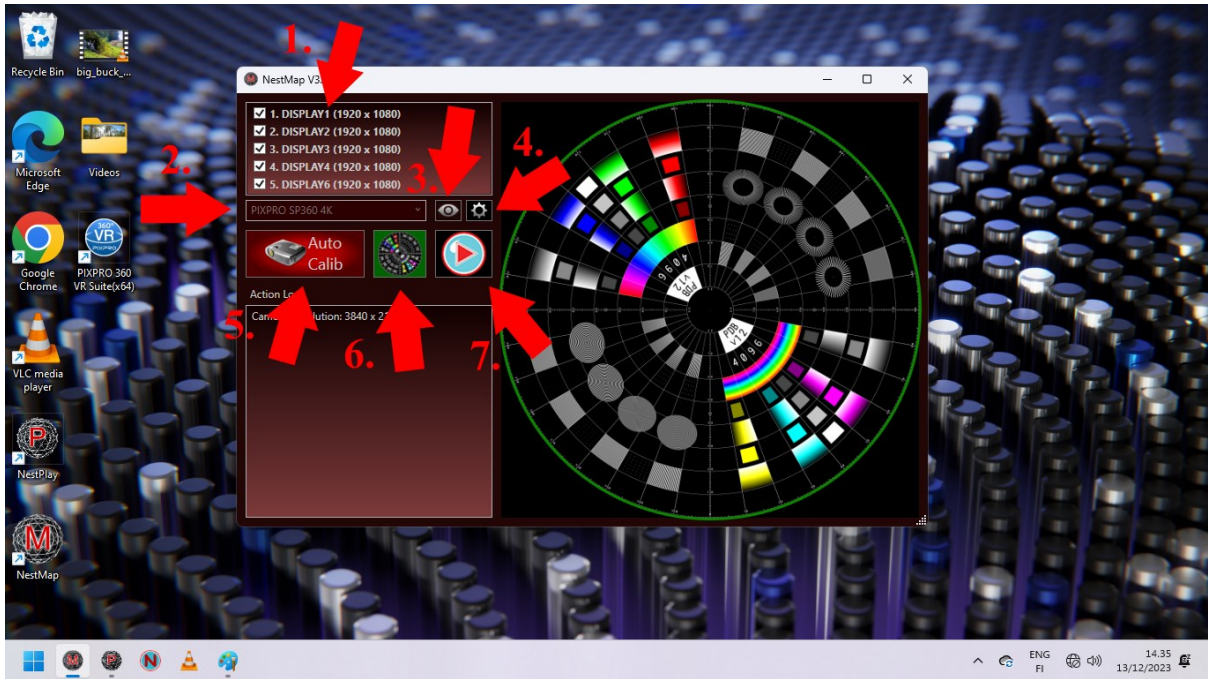 1.
Recycle Bin
big_buck_...
NestMap V3.
1. DISPLAY1 (1920 x 1080)
2. DISPLAY2 (1920 x 1080)
3. DISPLAY3 (1920 x 1080)
4. DISPLAY4 (1920 x 1080)
5. DISPLAY6 (1920 x 1080)
2.
3.
4.
Microsoft
Edge
Videos
PIXPRO SP360 4K
Auto
Calib
Google
Chrome
PIXPRO 360
VR Suite(x64)
Action Lo
5.
6.
7.
4096
PDB
v12
PDB
v12
4096
VLC media
player
NestPlay
NestMap
ENG
FI
14.35
13/12/2023